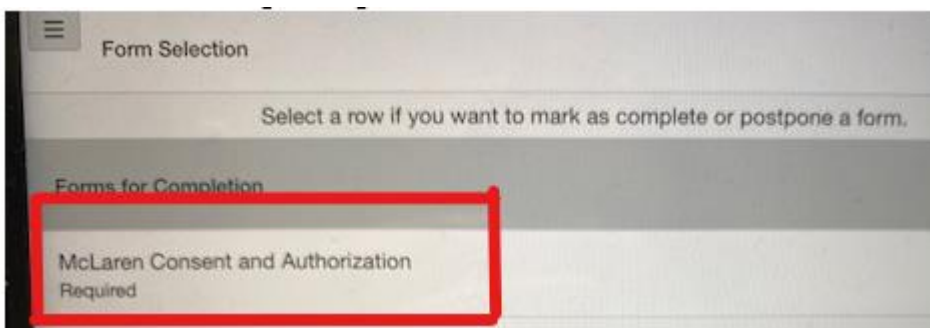 Form Selection
Select a row if you want to mark as complete or postpone a form.
Forms for Completion
McLaren Consent and Authorization
Required